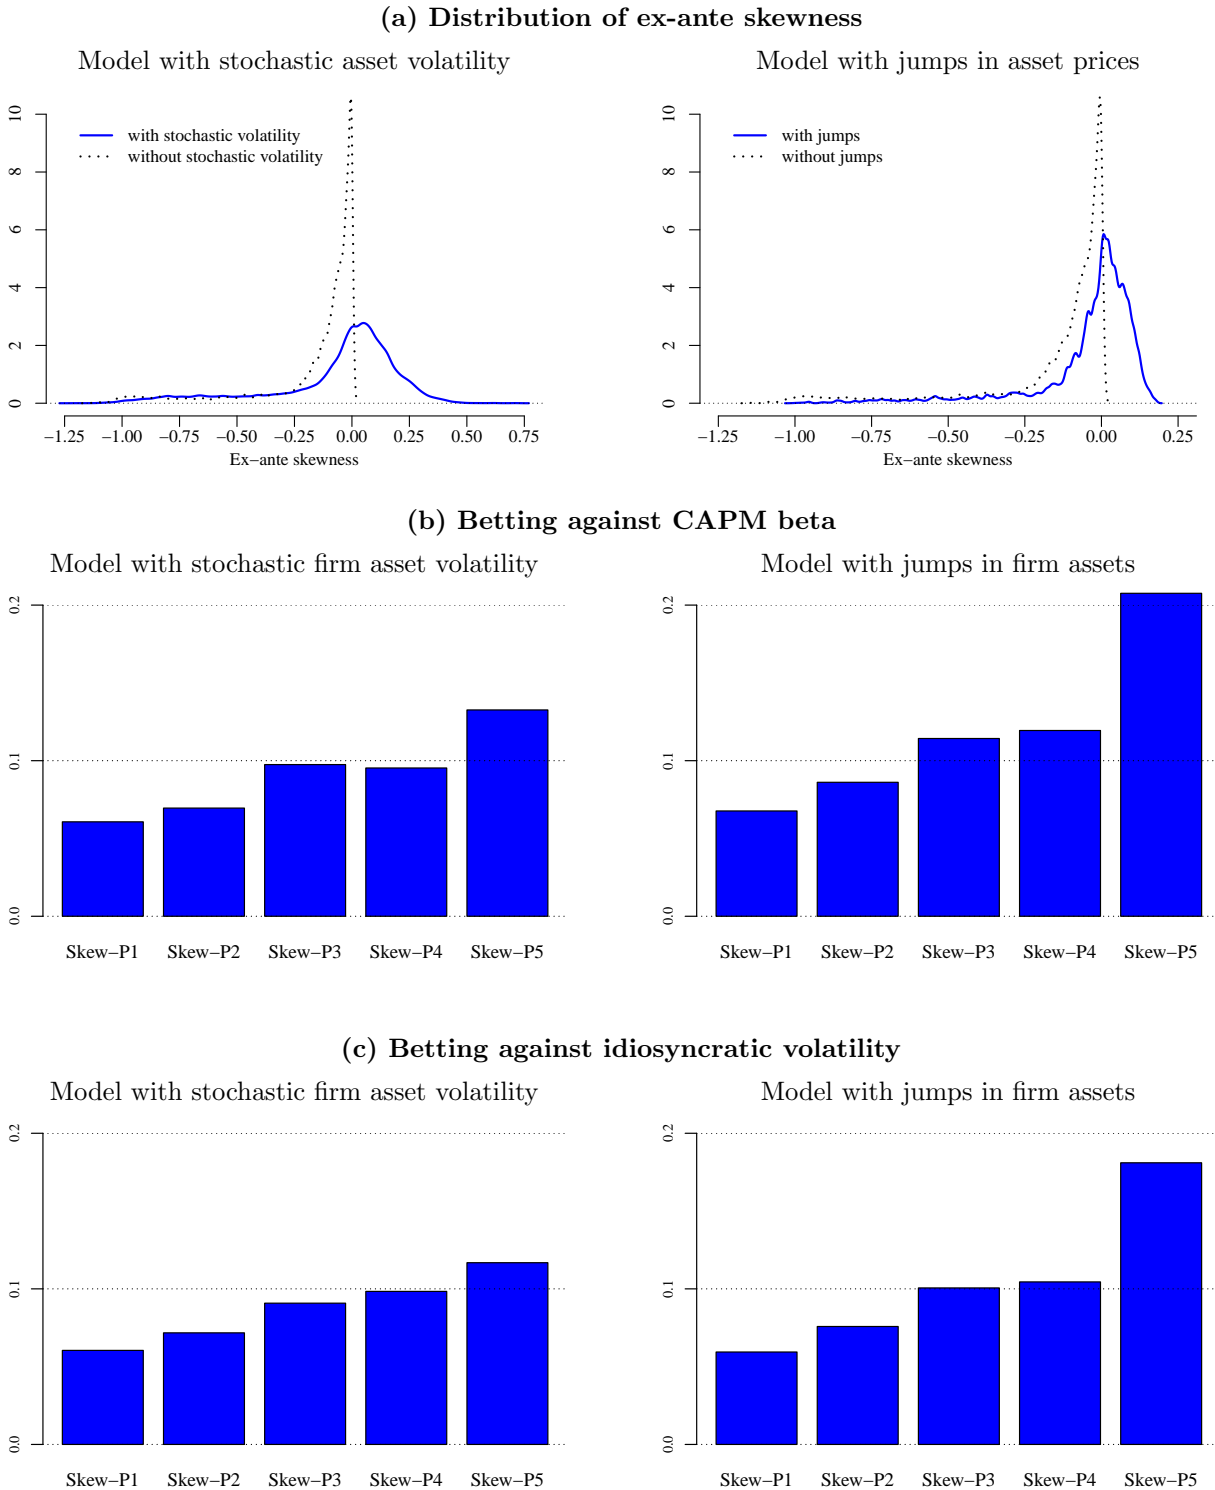 (a) Distribution of ex-ante skewness
Model with stochastic asset volatility
Model with jumps in asset prices
10
8
6
4
2
0
with stochastic volatility
without stochastic volatility
−1.25 −1.00 −0.75 −0.50 −0.25 0.00 0.25 0.50 0.75
Ex−ante skewness
10
8
6
4
2
0
with jumps
without jumps
−1.25 −1.00 −0.75 −0.50 −0.25 0.00 0.25
Ex−ante skewness
(b) Betting against CAPM beta
Model with stochastic firm asset volatility
Model with jumps in firm assets
0.2
0.1
0.0
Skew−P1 Skew−P2 Skew−P3 Skew−P4 Skew−P5
0.2
0.1
0.0
Skew−P1 Skew−P2 Skew−P3 Skew−P4 Skew−P5
(c) Betting against idiosyncratic volatility
Model with stochastic firm asset volatility
Model with jumps in firm assets
0.2
0.1
0.0
Skew−P1 Skew−P2 Skew−P3 Skew−P4 Skew−P5
0.2
0.1
0.0
Skew−P1 Skew−P2 Skew−P3 Skew−P4 Skew−P5